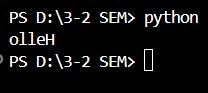 PS D:\3-2 SEM> python
olleH
PS D:\3-2 SEM>